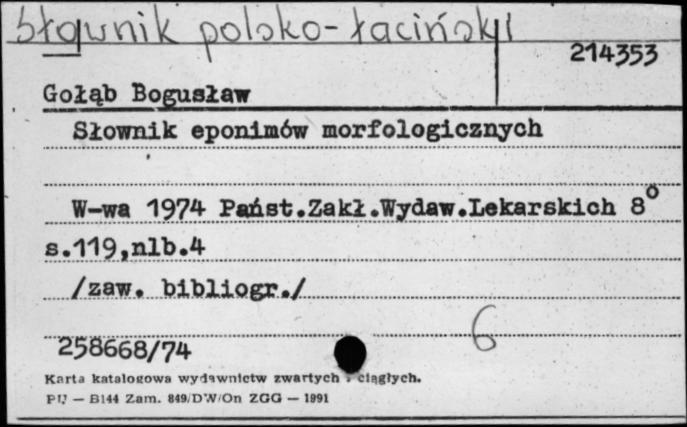 Słownik polsko-łaciński
214353
Gołąb Bogusław
Słownik eponimów morfologicznych
W-wa 1974 Państ.Zakł.Wydaw.Lekarskich 8°
s.119,nlb.4
/zaw. bibliogr./
6
258668/74
Karta katalogowa wydawnictw zwartych i ciągłych.
PU — B144 Zam. 849/DW/On ZGG — 1991